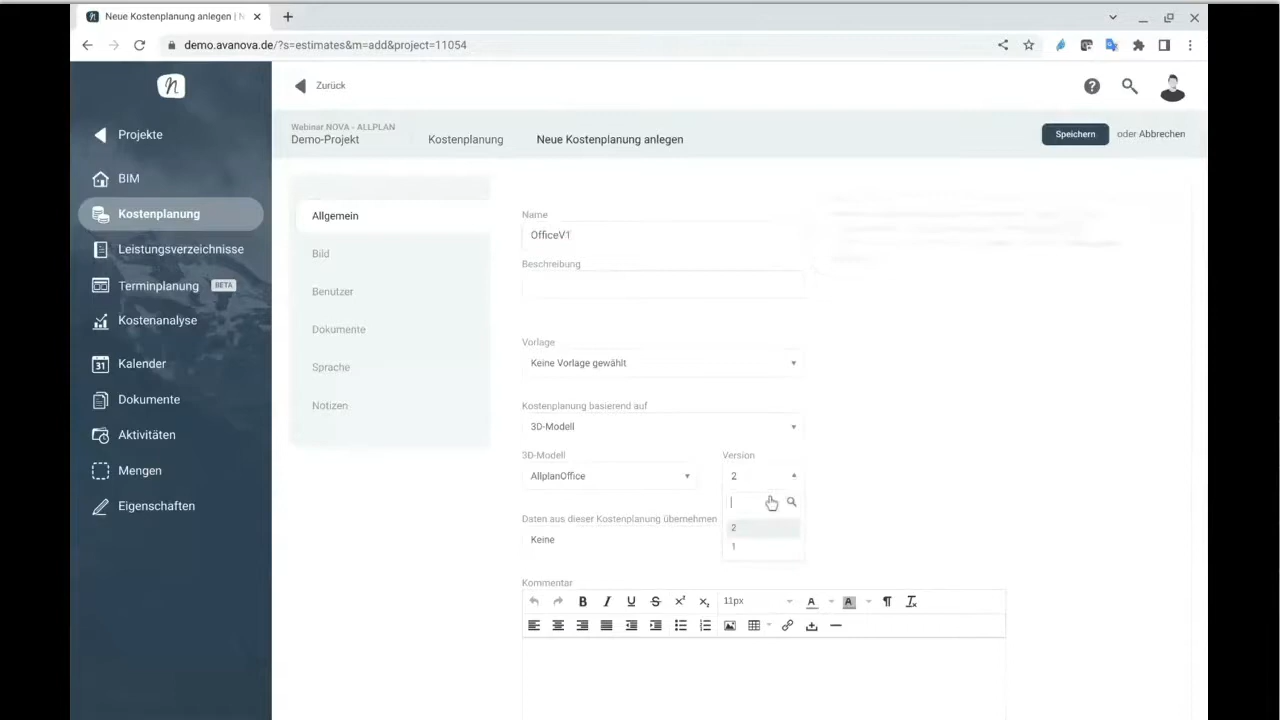 Neue Kostenplanung anlegen | N
demo.avanova.de/?s=estimates&m=add&project=11054
Zurück
Projekte
BIM
Kostenplanung
Leistungsverzeichnisse
Terminplanung BETA
Kostenanalyse
Kalender
31
Dokumente
Aktivitäten
Mengen
Eigenschaften
Webinar NOVA - ALLPLAN
Demo-Projekt
Kostenplanung
Neue Kostenplanung anlegen
Speichern
oder Abbrechen
Allgemein
Bild
Benutzer
Dokumente
Sprache
Notizen
Name
OfficeV1
Beschreibung
Vorlage
Keine Vorlage gewählt
Kostenplanung basierend auf
3D-Modell
3D-Modell
AllplanOffice
Version
2
2
1
Daten aus dieser Kostenplanung übernehmen
Keine
Kommentar
11px